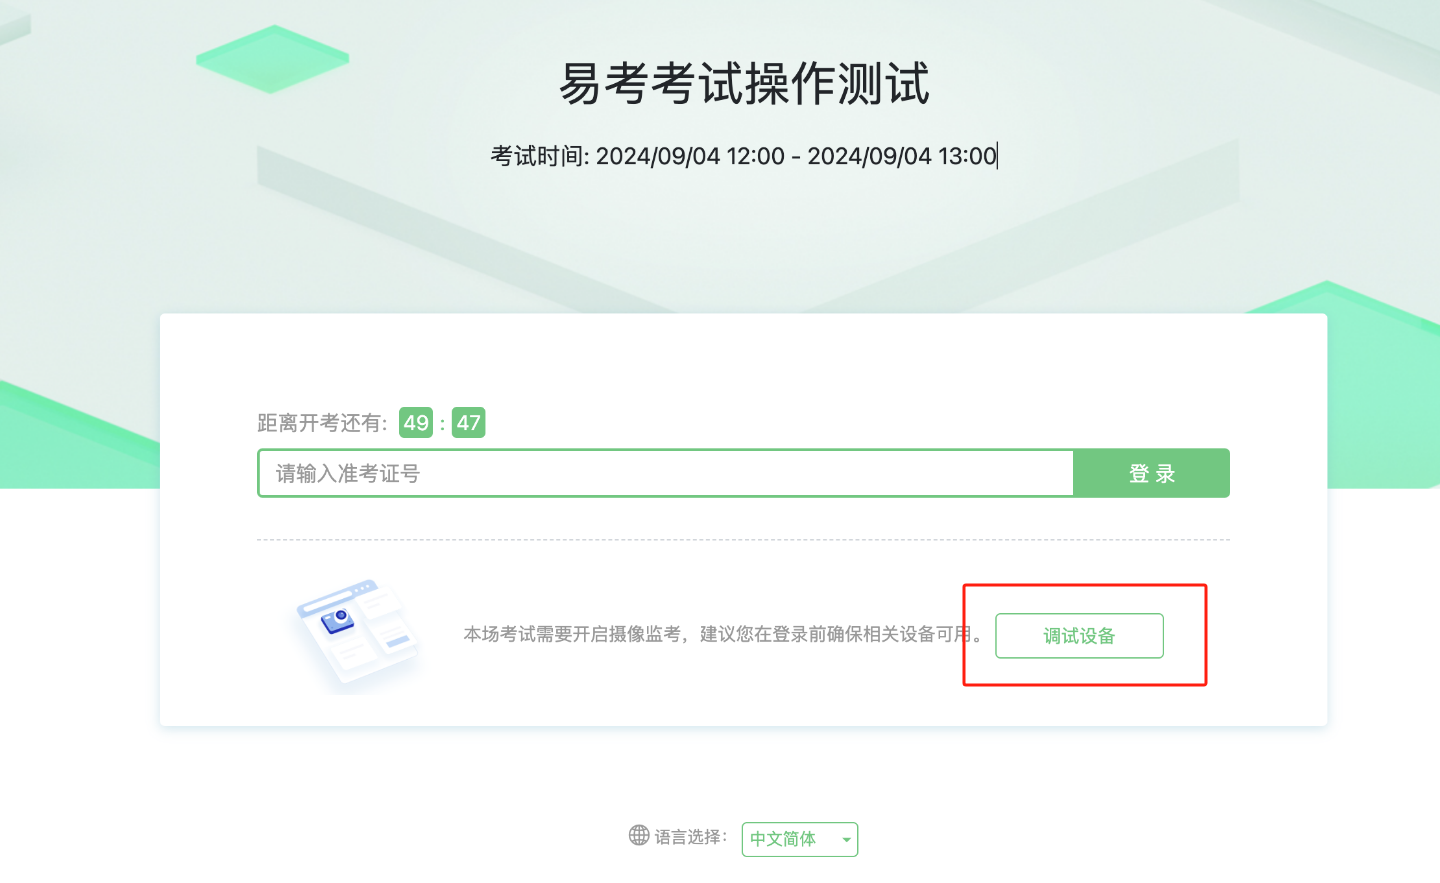 易考考试操作测试
考试时间: 2024/09/04 12:00 - 2024/09/04 13:00
距离开考还有: 49 : 47
请输入准考证号 登 录
本场考试需要开启摄像监考，建议您在登录前确保相关设备可用。 调试设备
语言选择： 中文简体